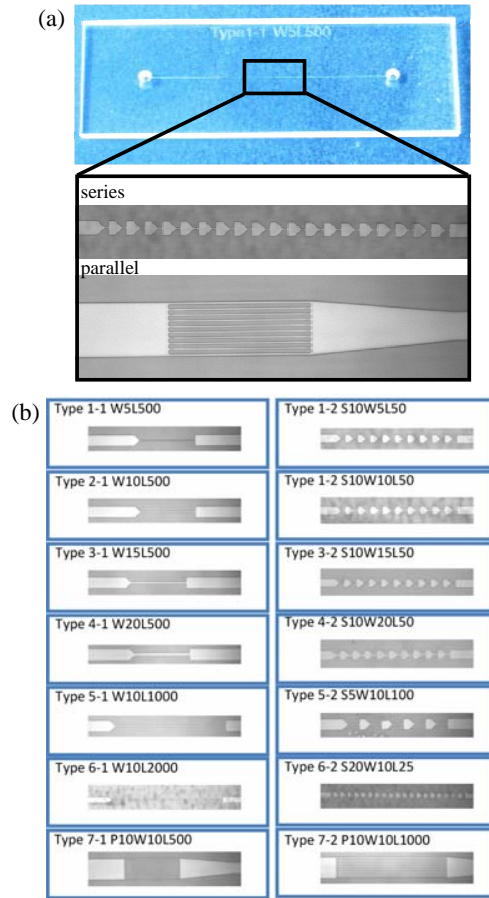 (a)
Type1-1 W5L500
series
parallel
(b)
Type 1-1 W5L500
Type 1-2 S10W5L50
Type 2-1 W10L500
Type 1-2 S10W10L50
Type 3-1 W15L500
Type 3-2 S10W15L50
Type 4-1 W20L500
Type 4-2 S10W20L50
Type 5-1 W10L1000
Type 5-2 S5W10L100
Type 6-1 W10L2000
Type 6-2 S20W10L25
Type 7-1 P10W10L500
Type 7-2 P10W10L1000